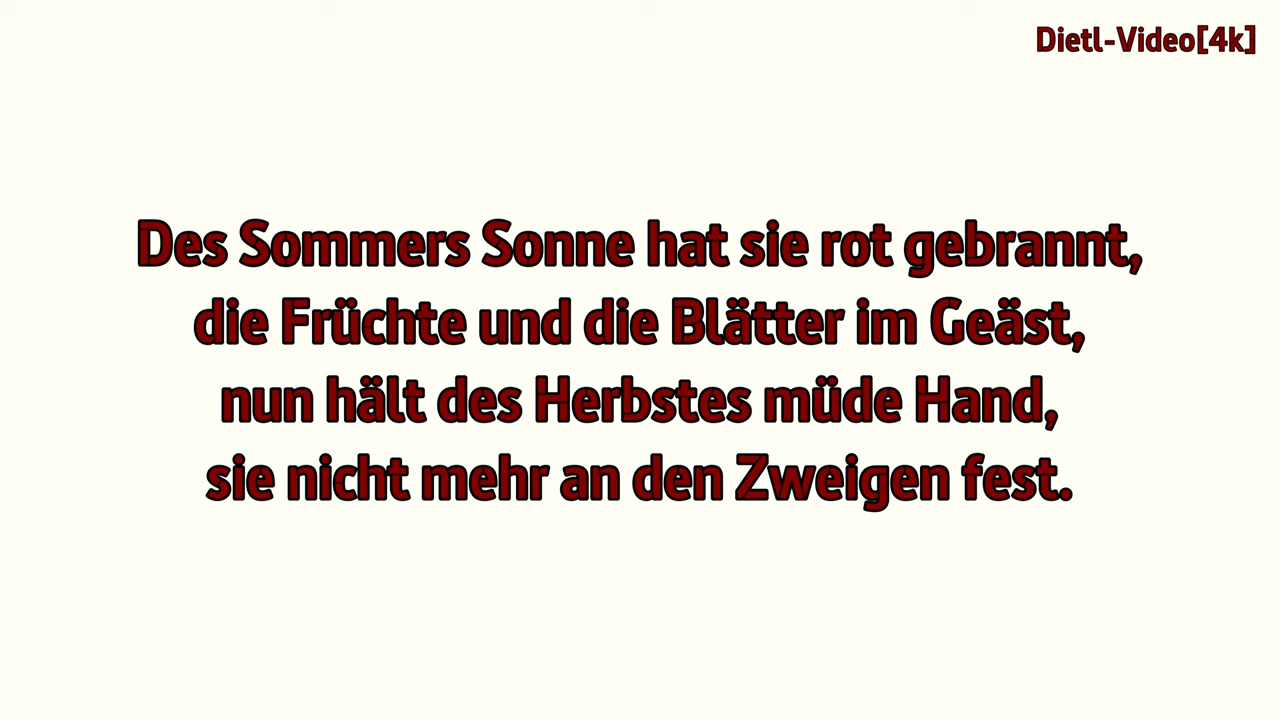 Dietl-Video[4k]
Des Sommers Sonne hat sie rot gebrannt,
die Früchte und die Blätter im Geäst,
nun hält des Herbstes müde Hand,
sie nicht mehr an den Zweigen fest.